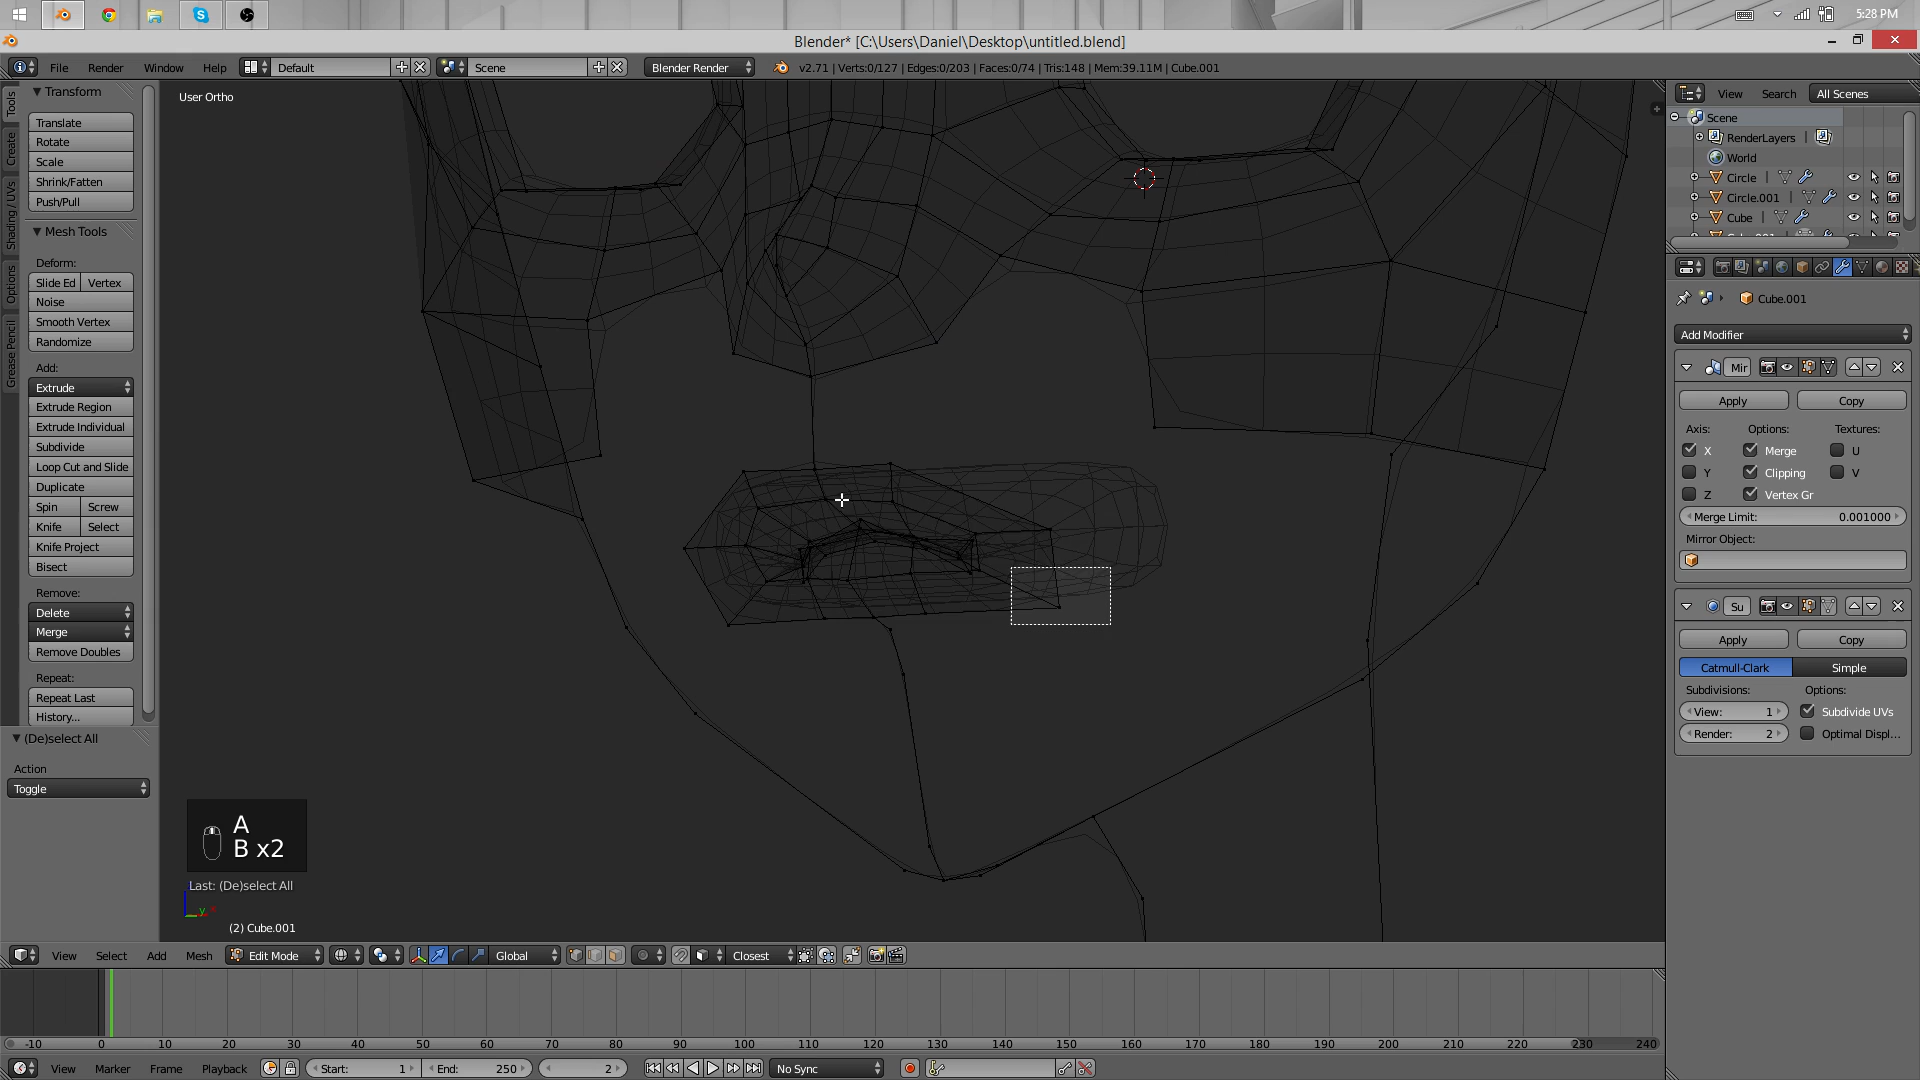 5:28 PM
Blender* [C:\Users\Daniel\Desktop\untitled.blend]
File Render Window Help Default Scene Blender Render v2.71 | Verts:0/127 | Edges:0/203 | Faces:0/74 | Tris:148 | Mem:39.11M | Cube.001
Tools
Create
Shading / UVs
Options
Grease Pencil
Transform
Translate
Rotate
Scale
Shrink/Fatten
Push/Pull
Mesh Tools
Deform:
Slide Ed Vertex
Noise
Smooth Vertex
Randomize
Add:
Extrude
Extrude Region
Extrude Individual
Subdivide
Loop Cut and Slide
Duplicate
Spin Screw
Knife Select
Knife Project
Bisect
Remove:
Delete
Merge
Remove Doubles
Repeat:
Repeat Last
History...
(De)select All
Action
Toggle
User Ortho
A
B x2
Last: (De)select All
y
(2) Cube.001
View Search All Scenes
Scene
RenderLayers
World
Circle
Circle.001
Cube
Cube.001
Add Modifier
Mir
Apply Copy
Axis: Options: Textures:
X Merge U
Y Clipping V
Z Vertex Gr
Merge Limit: 0.001000
Mirror Object:
Su
Apply Copy
Catmull-Clark Simple
Subdivisions: Options:
View: 1 Subdivide UVs
Render: 2 Optimal Displ...
View Select Add Mesh Edit Mode Global Closest
-10 0 10 20 30 40 50 60 70 80 90 100 110 120 130 140 150 160 170 180 190 200 210 220 230 240
View Marker Frame Playback Start: 1 End: 250 2 No Sync